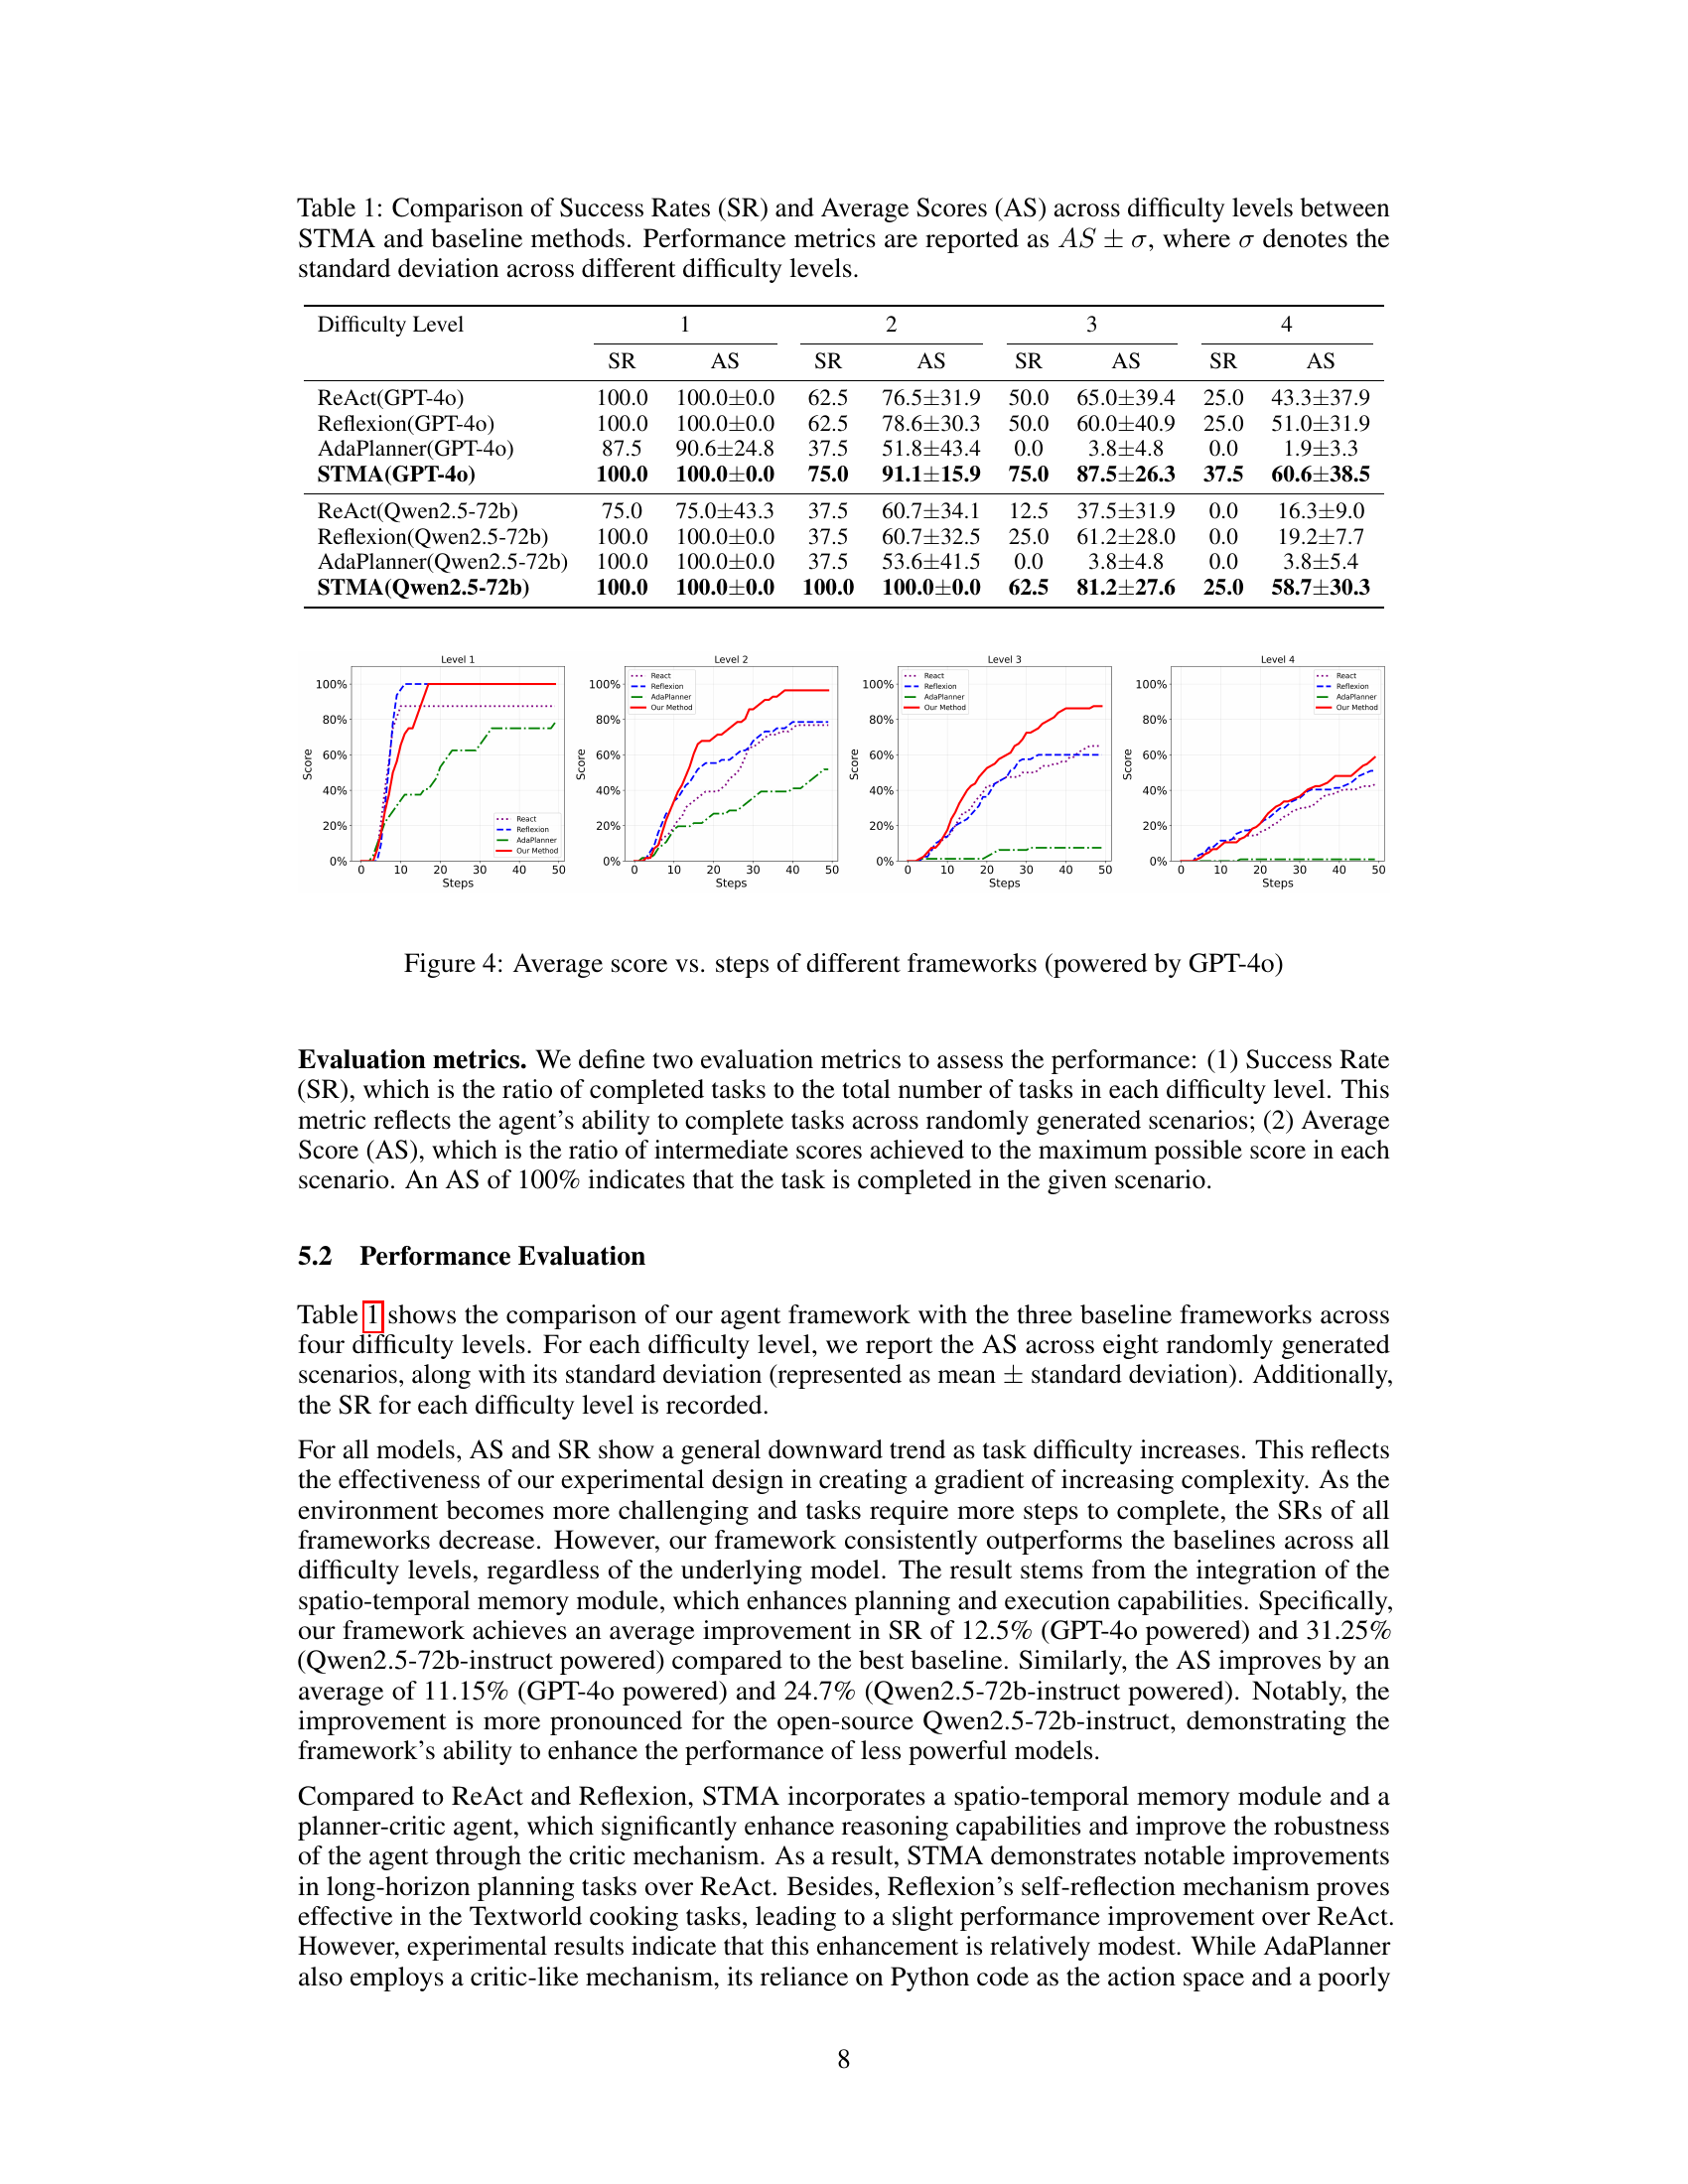 Table 1: Comparison of Success Rates (SR) and Average Scores (AS) across difficulty levels between
STMA and baseline methods. Performance metrics are reported as AS ± σ, where σ denotes the
standard deviation across different difficulty levels.
Difficulty Level 1 2 3 4
SR AS SR AS SR AS SR AS
ReAct(GPT-4o) 100.0 100.0±0.0 62.5 76.5±31.9 50.0 65.0±39.4 25.0 43.3±37.9
Reflexion(GPT-4o) 100.0 100.0±0.0 62.5 78.6±30.3 50.0 60.0±40.9 25.0 51.0±31.9
AdaPlanner(GPT-4o) 87.5 90.6±24.8 37.5 51.8±43.4 0.0 3.8±4.8 0.0 1.9±3.3
STMA(GPT-4o) 100.0 100.0±0.0 75.0 91.1±15.9 75.0 87.5±26.3 37.5 60.6±38.5
ReAct(Qwen2.5-72b) 75.0 75.0±43.3 37.5 60.7±34.1 12.5 37.5±31.9 0.0 16.3±9.0
Reflexion(Qwen2.5-72b) 100.0 100.0±0.0 37.5 60.7±32.5 25.0 61.2±28.0 0.0 19.2±7.7
AdaPlanner(Qwen2.5-72b) 100.0 100.0±0.0 37.5 53.6±41.5 0.0 3.8±4.8 0.0 3.8±5.4
STMA(Qwen2.5-72b) 100.0 100.0±0.0 100.0 100.0±0.0 62.5 81.2±27.6 25.0 58.7±30.3
Level 1
100%
80%
60%
40%
20%
0%
Score
React
Reflexion
AdaPlanner
Our Method
0 10 20 30 40 50
Steps
Level 2
100%
80%
60%
40%
20%
0%
Score
React
Reflexion
AdaPlanner
Our Method
0 10 20 30 40 50
Steps
Level 3
100%
80%
60%
40%
20%
0%
Score
React
Reflexion
AdaPlanner
Our Method
0 10 20 30 40 50
Steps
Level 4
100%
80%
60%
40%
20%
0%
Score
React
Reflexion
AdaPlanner
Our Method
0 10 20 30 40 50
Steps
Figure 4: Average score vs. steps of different frameworks (powered by GPT-4o)
Evaluation metrics. We define two evaluation metrics to assess the performance: (1) Success Rate
(SR), which is the ratio of completed tasks to the total number of tasks in each difficulty level. This
metric reflects the agent's ability to complete tasks across randomly generated scenarios; (2) Average
Score (AS), which is the ratio of intermediate scores achieved to the maximum possible score in each
scenario. An AS of 100% indicates that the task is completed in the given scenario.
5.2 Performance Evaluation
Table 1 shows the comparison of our agent framework with the three baseline frameworks across
four difficulty levels. For each difficulty level, we report the AS across eight randomly generated
scenarios, along with its standard deviation (represented as mean ± standard deviation). Additionally,
the SR for each difficulty level is recorded.
For all models, AS and SR show a general downward trend as task difficulty increases. This reflects
the effectiveness of our experimental design in creating a gradient of increasing complexity. As the
environment becomes more challenging and tasks require more steps to complete, the SRs of all
frameworks decrease. However, our framework consistently outperforms the baselines across all
difficulty levels, regardless of the underlying model. The result stems from the integration of the
spatio-temporal memory module, which enhances planning and execution capabilities. Specifically,
our framework achieves an average improvement in SR of 12.5% (GPT-4o powered) and 31.25%
(Qwen2.5-72b-instruct powered) compared to the best baseline. Similarly, the AS improves by an
average of 11.15% (GPT-4o powered) and 24.7% (Qwen2.5-72b-instruct powered). Notably, the
improvement is more pronounced for the open-source Qwen2.5-72b-instruct, demonstrating the
framework's ability to enhance the performance of less powerful models.
Compared to ReAct and Reflexion, STMA incorporates a spatio-temporal memory module and a
planner-critic agent, which significantly enhance reasoning capabilities and improve the robustness
of the agent through the critic mechanism. As a result, STMA demonstrates notable improvements
in long-horizon planning tasks over ReAct. Besides, Reflexion's self-reflection mechanism proves
effective in the Textworld cooking tasks, leading to a slight performance improvement over ReAct.
However, experimental results indicate that this enhancement is relatively modest. While AdaPlanner
also employs a critic-like mechanism, its reliance on Python code as the action space and a poorly
8